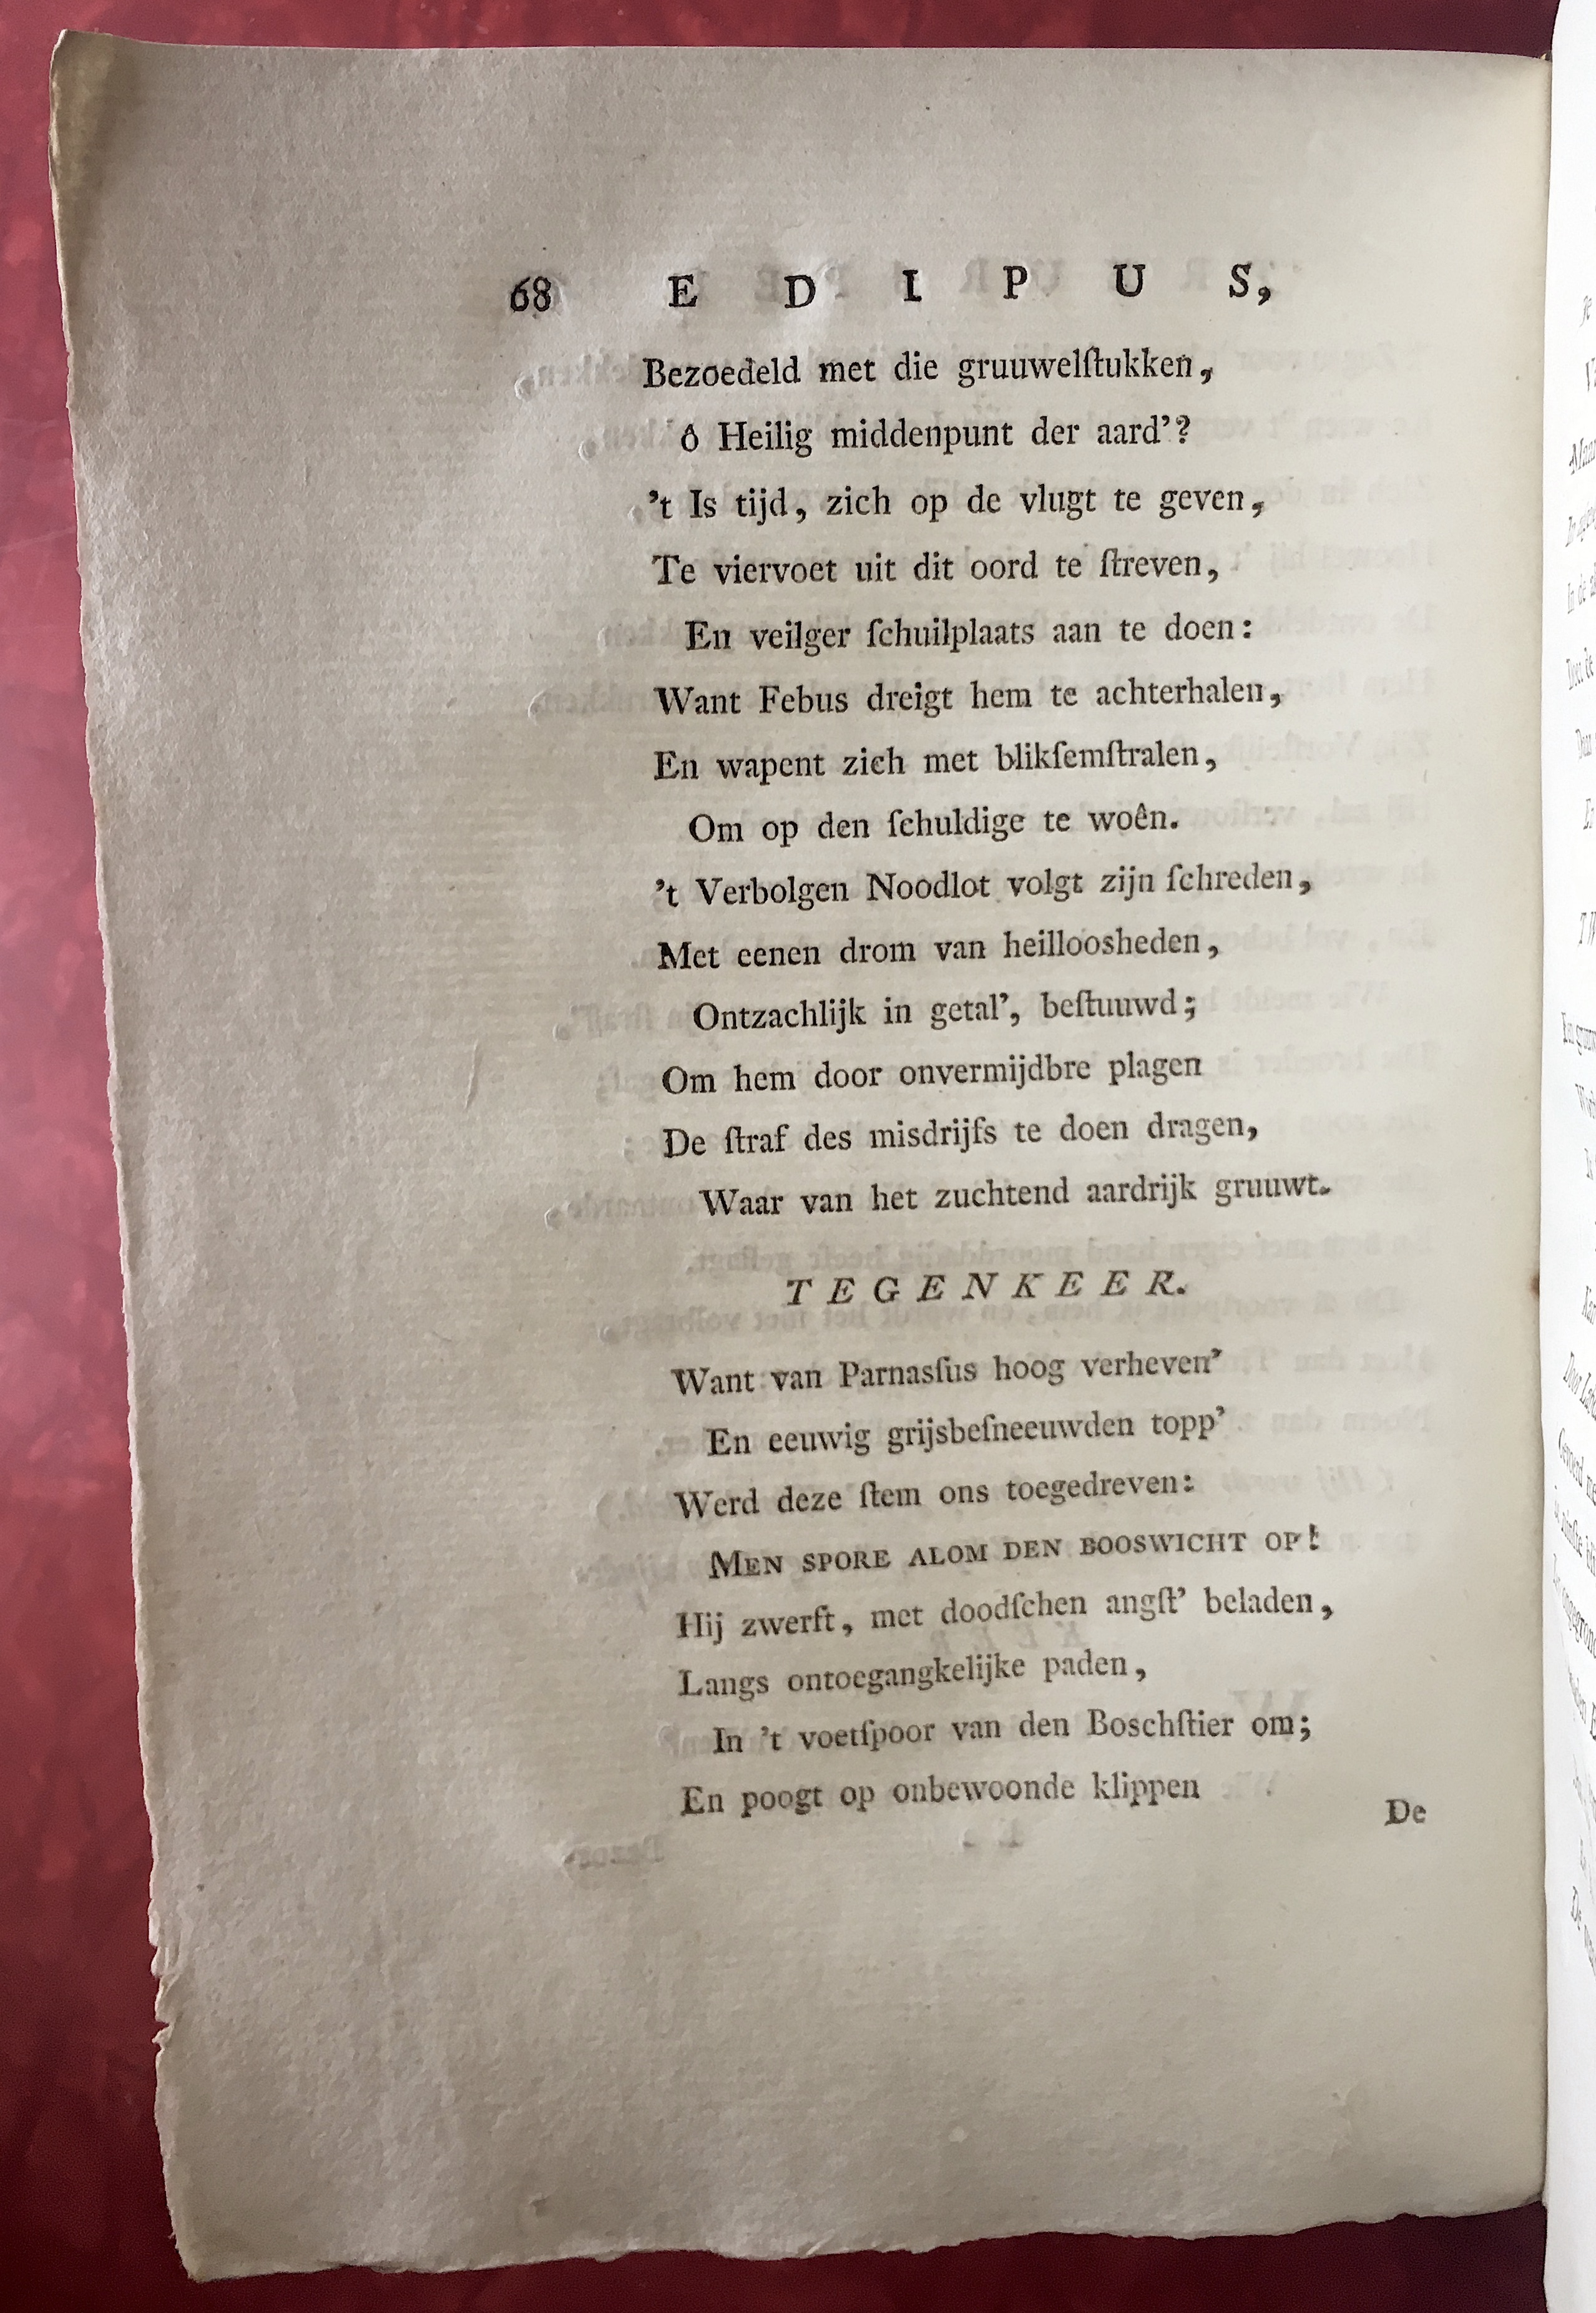 68 E D I P U S,
Bezoedeld met die gruuwelſtukken,
ô Heilig middenpunt der aard'?
't Is tijd, zich op de vlugt te geven,
Te viervoet uit dit oord te ſtreven,
En veilger ſchuilplaats aan te doen:
Want Febus dreigt hem te achterhalen,
En wapent zich met blikſemſtralen,
Om op den ſchuldige te woên.
't Verbolgen Noodlot volgt zijn ſchreden,
Met eenen drom van heilloosheden,
Ontzachlijk in getal', beſtuuwd;
Om hem door onvermijdbre plagen
De ſtraf des misdrijfs te doen dragen,
Waar van het zuchtend aardrijk gruuwt.
TEGENKEER.
Want van Parnasſus hoog verheven'
En eeuwig grijsbeſneeuwden topp'
Werd deze ſtem ons toegedreven:
MEN SPORE ALOM DEN BOOSWICHT OP!
Hij zwerft, met doodſchen angſt' beladen,
Langs ontoegangkelijke paden,
In 't voetſpoor van den Boschſtier om;
En poogt op onbewoonde klippen
De